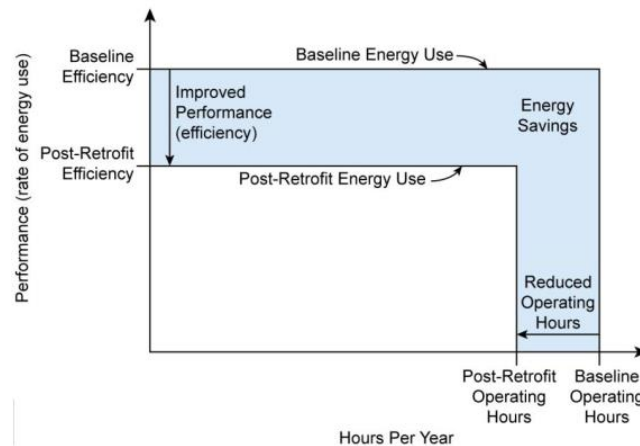 Performance (rate of energy use)
Baseline
Efficiency
Post-Retrofit
Efficiency
Baseline Energy Use
Improved
Performance
(efficiency)
Energy
Savings
Post-Retrofit Energy Use
Reduced
Operating
Hours
Post-Retrofit
Operating
Hours
Baseline
Operating
Hours
Hours Per Year